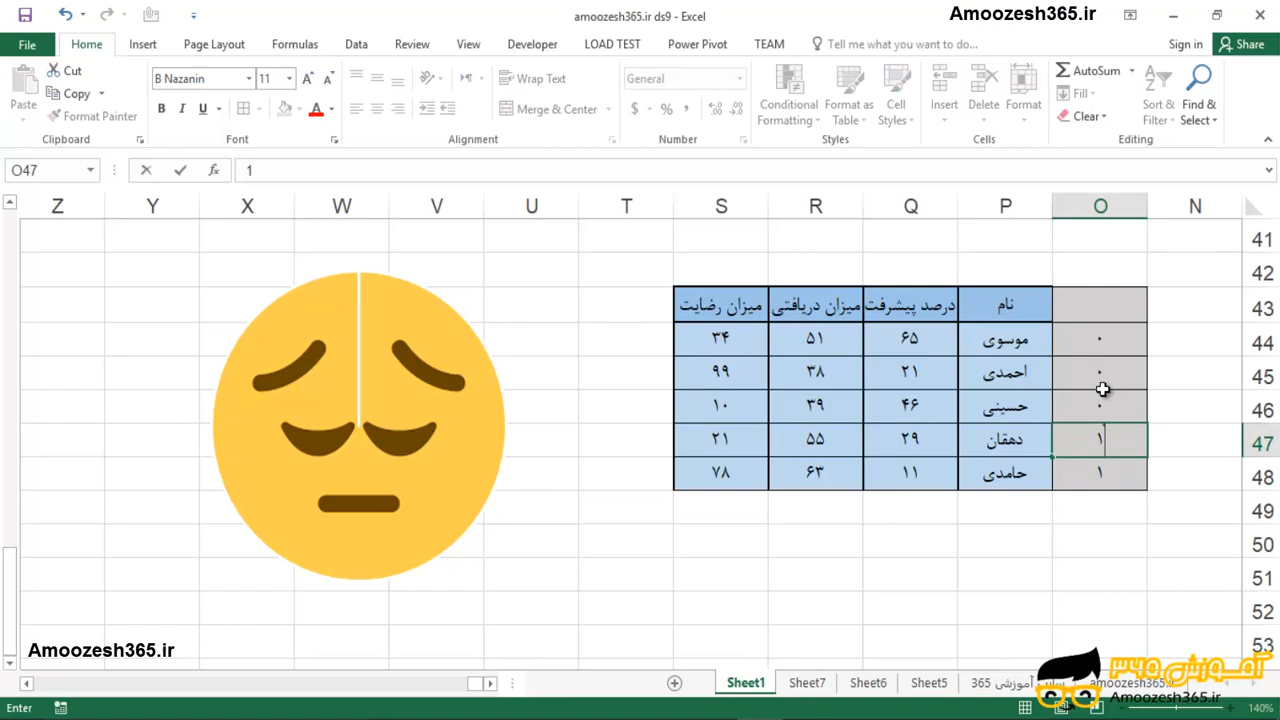 amoozesh365.ir ds9 - Excel
Amoozesh365.ir
File Home Insert Page Layout Formulas Data Review View Developer LOAD TEST Power Pivot TEAM Tell me what you want to do... Sign in Share
Paste
Cut
Copy
Format Painter
Clipboard
B Nazanin 11
B I U
Font
Wrap Text
Merge & Center
Alignment
General
$ % ,
Number
Conditional Formatting
Format as Table
Cell Styles
Styles
Insert
Delete
Format
Cells
AutoSum
Fill
Clear
Sort & Filter
Find & Select
Editing
O47 fx 1
Z Y X W V U T S R Q P O N
41
42
نام درصد پیشرفت میزان دریافتی میزان رضایت
43
۰ موسوی ۶۵ ۵۱ ۳۴
44
۰ احمدی ۲۱ ۳۸ ۹۹
45
۰ حسینی ۴۶ ۳۹ ۱۰
46
۱ دهقان ۲۹ ۵۵ ۲۱
47
۱ حامدی ۱۱ ۶۳ ۷۸
48
49
50
51
52
53
Amoozesh365.ir
آموزش ۳۶۵
Amoozesh365.ir
Sheet1 Sheet7 Sheet6 Sheet5
Enter
140%